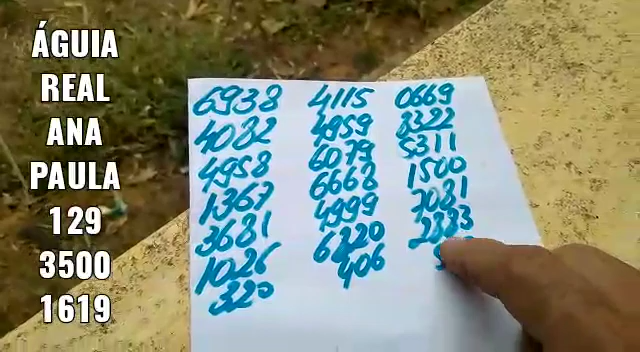 ÁGUIA
REAL
ANA
PAULA
129
3500
1619
6938 4115 0669
4082 4959 8322
4958 6079 5311
1367 6668 1500
3681 4999 7081
1026 6220 2883
320 406